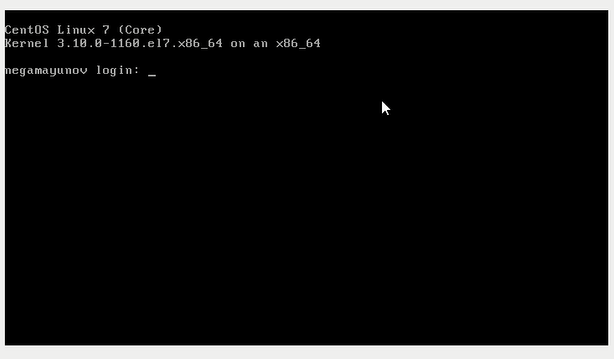 CentOS Linux 7 (Core)
Kernel 3.10.0-1160.el7.x86_64 on an x86_64
megamayunov login: _